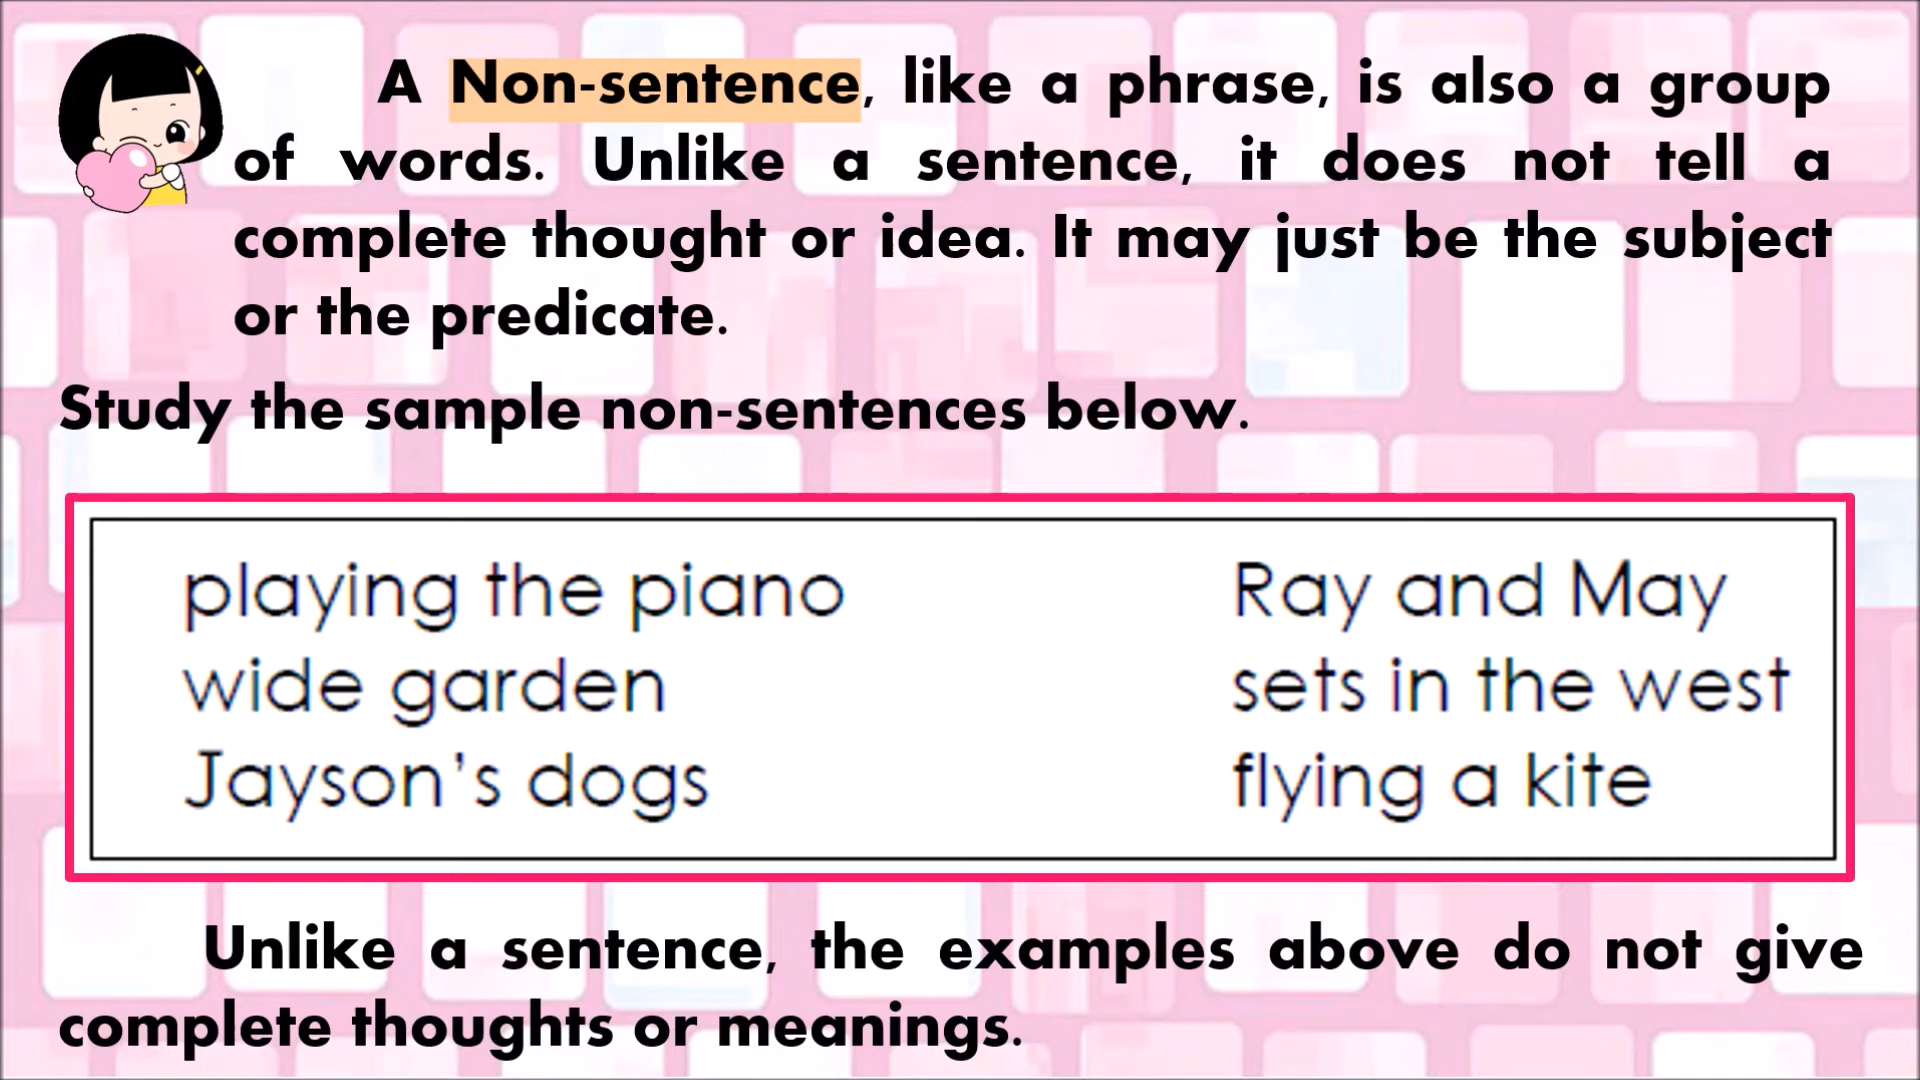 A Non-sentence, like a phrase, is also a group
of words. Unlike a sentence, it does not tell a
complete thought or idea. It may just be the subject
or the predicate.
Study the sample non-sentences below.
playing the piano
wide garden
Jayson's dogs
Ray and May
sets in the west
flying a kite
Unlike a sentence, the examples above do not give
complete thoughts or meanings.